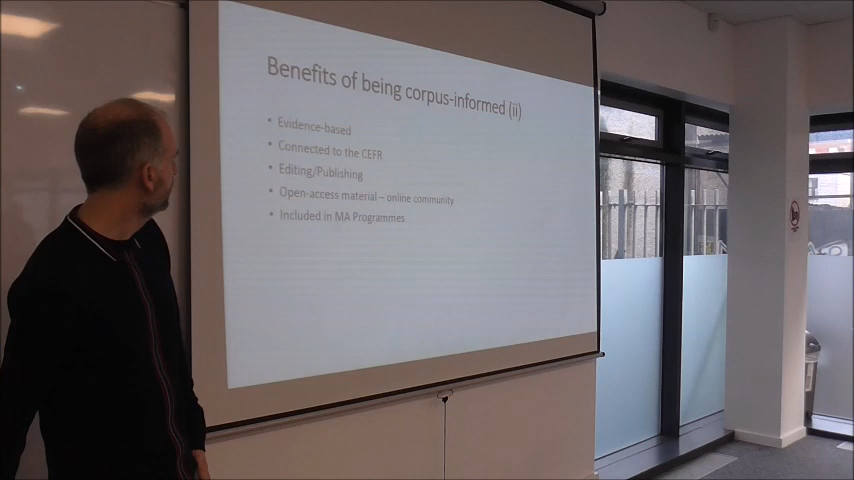 Benefits of being corpus-informed (ii)
• Evidence-based
• Connected to the CEFR
• Editing/Publishing
• Open-access material – online community
• Included in MA Programmes